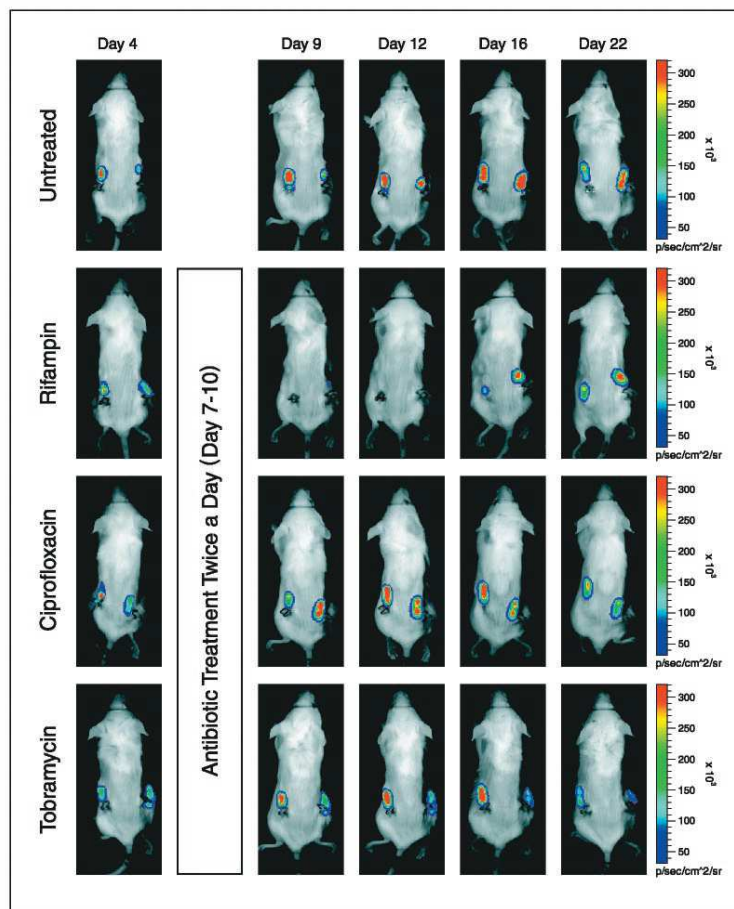 Day 4 Day 9 Day 12 Day 16 Day 22
Untreated
300
250
200
150
100
50
x 10³
p/sec/cm^2/sr
Antibiotic Treatment Twice a Day (Day 7-10)
Rifampin
300
250
200
150
100
50
x 10³
p/sec/cm^2/sr
Ciprofloxacin
300
250
200
150
100
50
x 10³
p/sec/cm^2/sr
Tobramycin
300
250
200
150
100
50
x 10³
p/sec/cm^2/sr